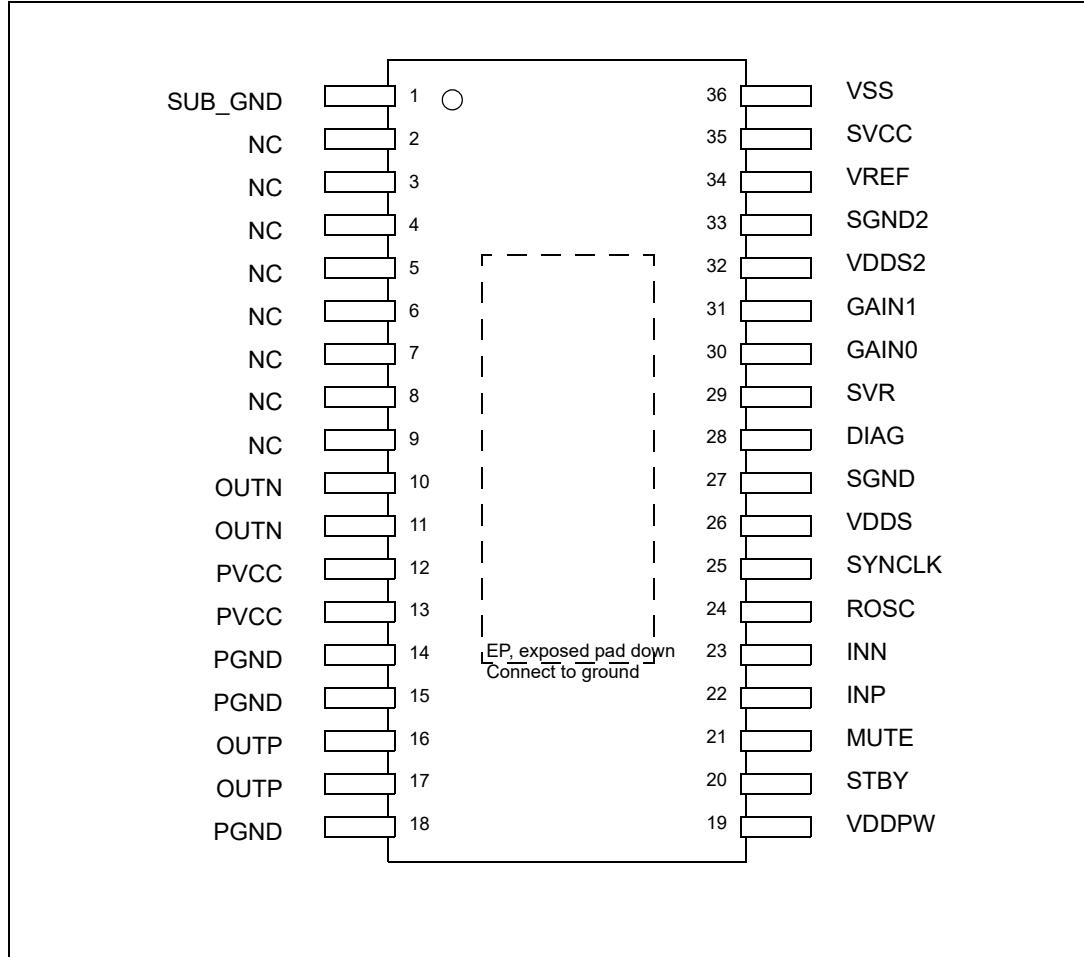 SUB_GND 1 36 VSS
NC 2 35 SVCC
NC 3 34 VREF
NC 4 33 SGND2
NC 5 32 VDDS2
NC 6 31 GAIN1
NC 7 30 GAIN0
NC 8 29 SVR
NC 9 28 DIAG
OUTN 10 27 SGND
OUTN 11 26 VDDS
PVCC 12 25 SYNCLK
PVCC 13 24 ROSC
PGND 14 EP, exposed pad down 23 INN
Connect to ground
PGND 15 22 INP
OUTP 16 21 MUTE
OUTP 17 20 STBY
PGND 18 19 VDDPW